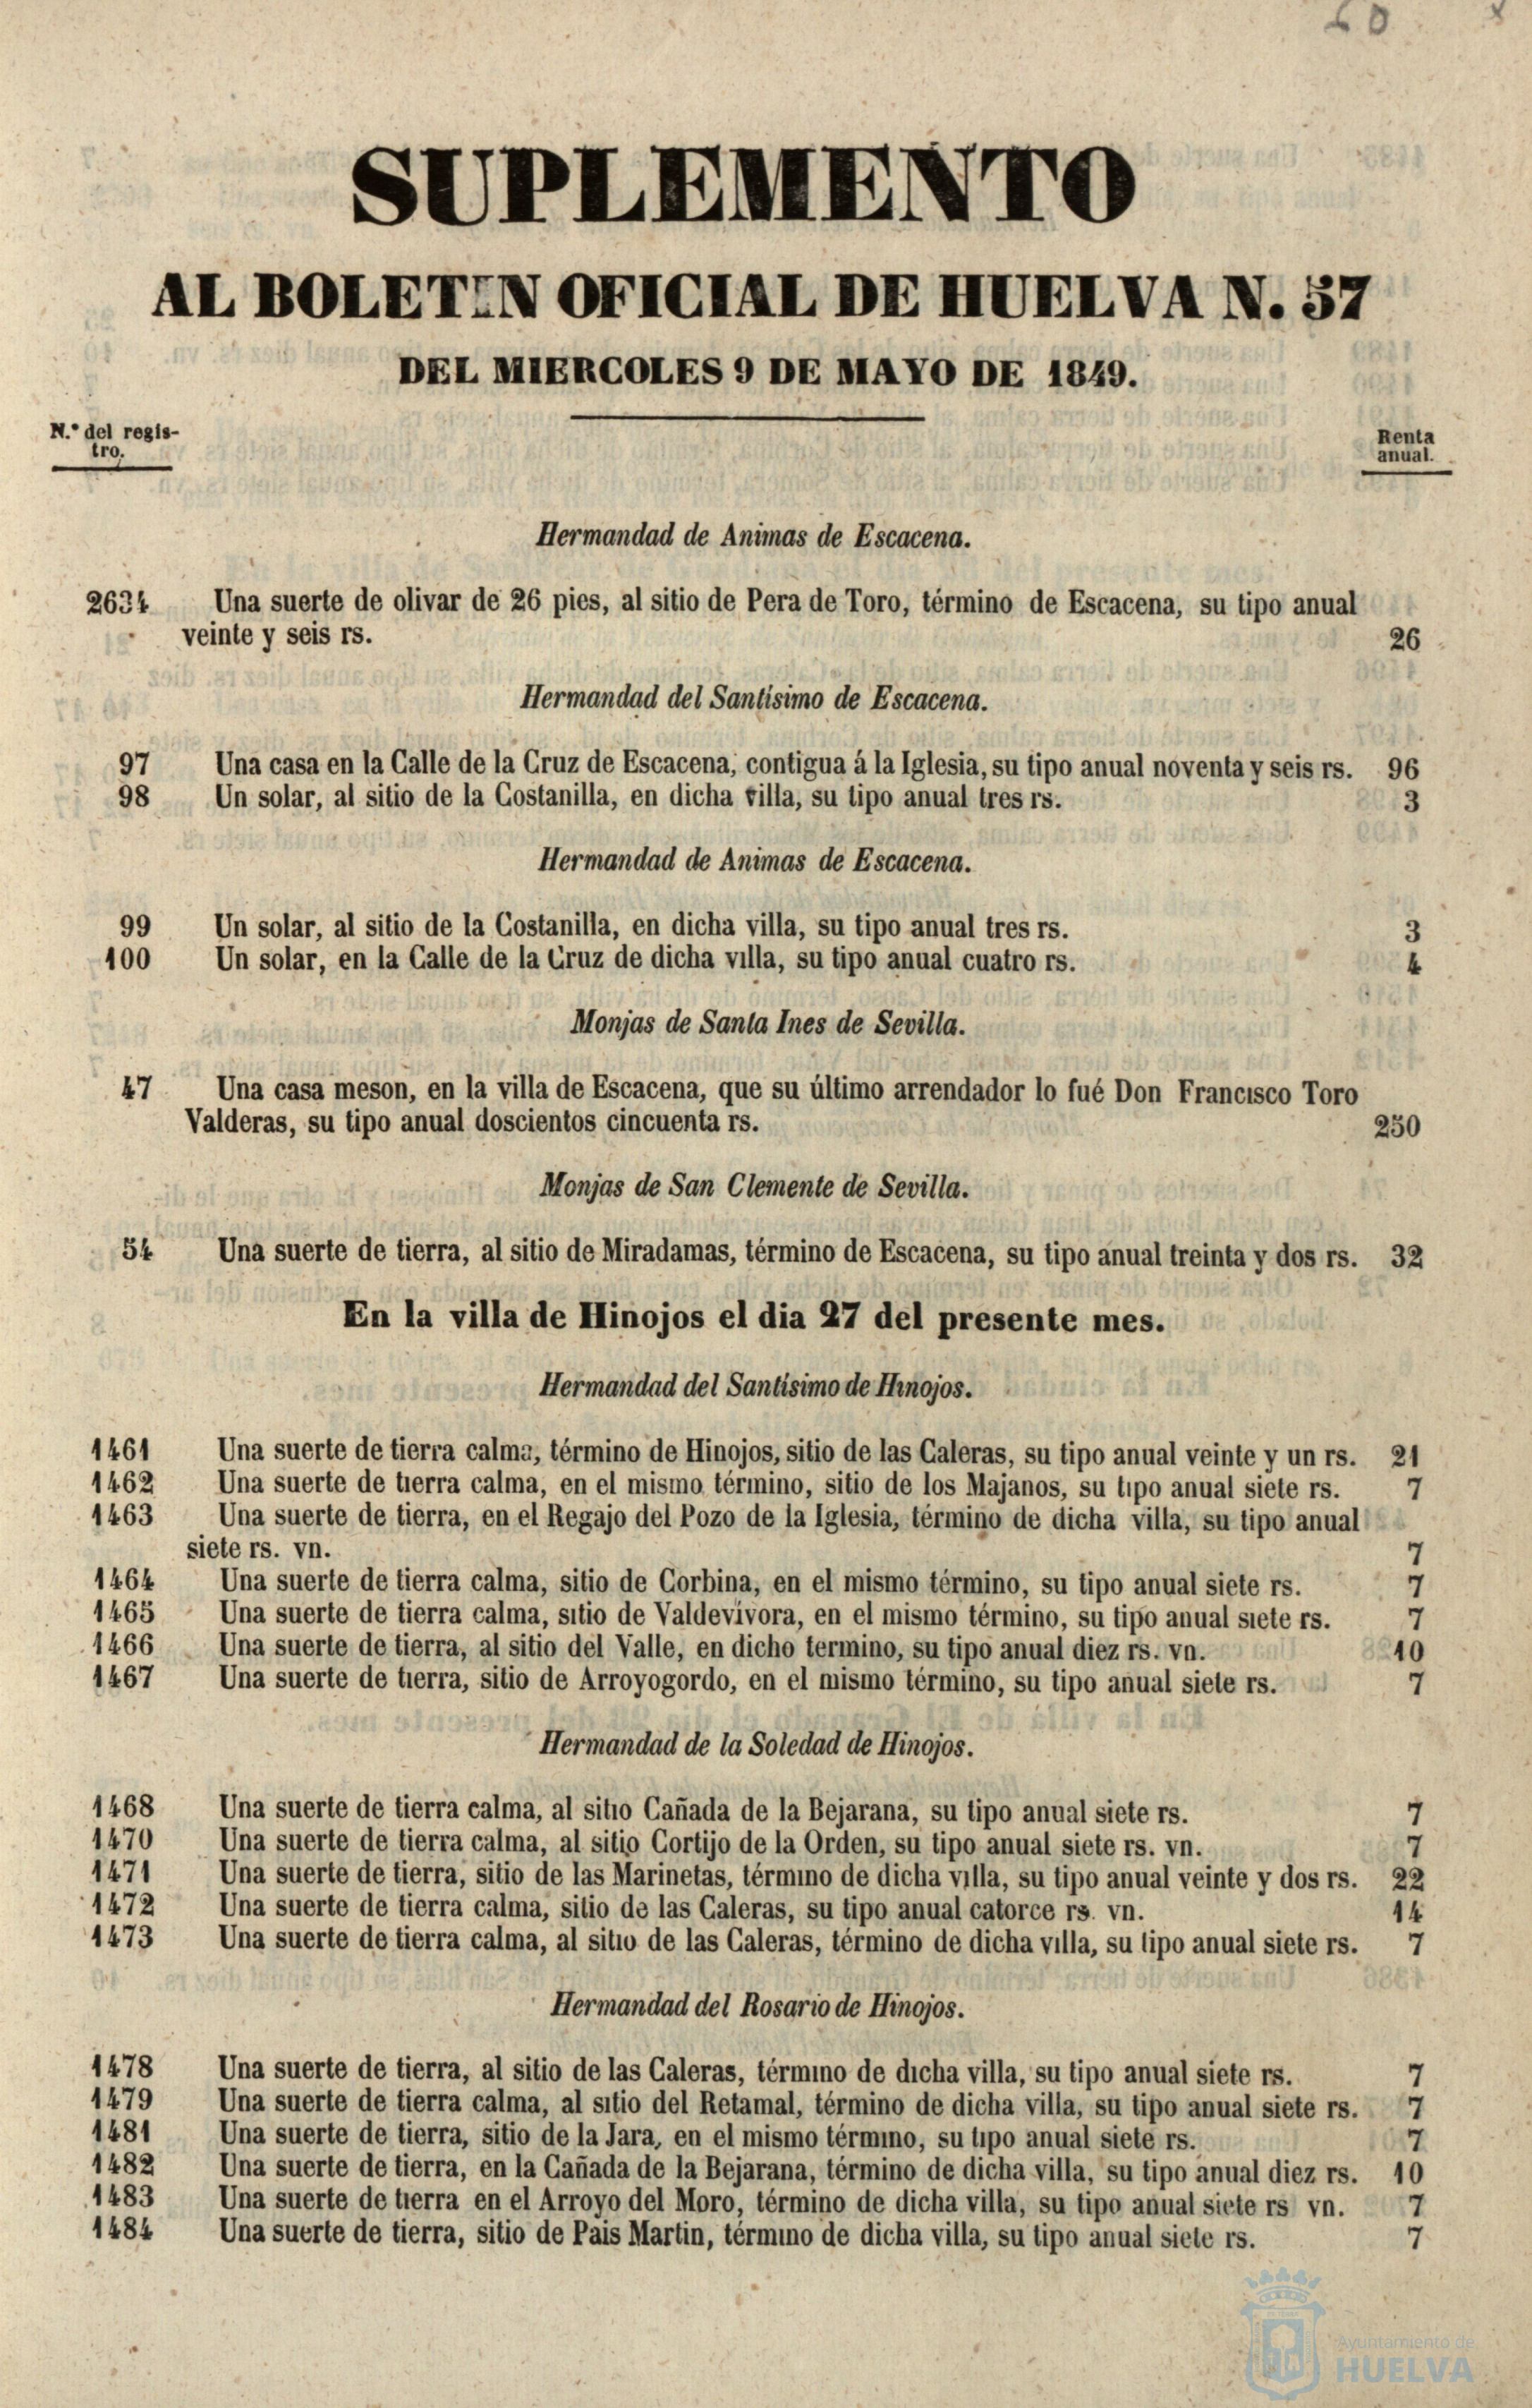 60
SUPLEMENTO
AL BOLETIN OFICIAL DE HUELVA N. 57
DEL MIERCOLES 9 DE MAYO DE 1849.
N.º del regis-
tro.
Renta
anual.
Hermandad de Animas de Escacena.
2634 Una suerte de olivar de 26 pies, al sitio de Pera de Toro, término de Escacena, su tipo anual
veinte y seis rs. 26
Hermandad del Santísimo de Escacena.
97 Una casa en la Calle de la Cruz de Escacena, contigua á la Iglesia, su tipo anual noventa y seis rs. 96
98 Un solar, al sitio de la Costanilla, en dicha villa, su tipo anual tres rs. 3
Hermandad de Animas de Escacena.
99 Un solar, al sitio de la Costanilla, en dicha villa, su tipo anual tres rs. 3
100 Un solar, en la Calle de la Cruz de dicha villa, su tipo anual cuatro rs. 4
Monjas de Santa Ines de Sevilla.
47 Una casa meson, en la villa de Escacena, que su último arrendador lo fué Don Francisco Toro
Valderas, su tipo anual doscientos cincuenta rs. 250
Monjas de San Clemente de Sevilla.
54 Una suerte de tierra, al sitio de Miradamas, término de Escacena, su tipo anual treinta y dos rs. 32
En la villa de Hinojos el dia 27 del presente mes.
Hermandad del Santísimo de Hinojos.
1461 Una suerte de tierra calma, término de Hinojos, sitio de las Caleras, su tipo anual veinte y un rs. 21
1462 Una suerte de tierra calma, en el mismo término, sitio de los Majanos, su tipo anual siete rs. 7
1463 Una suerte de tierra, en el Regajo del Pozo de la Iglesia, término de dicha villa, su tipo anual
siete rs. vn. 7
1464 Una suerte de tierra calma, sitio de Corbina, en el mismo término, su tipo anual siete rs. 7
1465 Una suerte de tierra calma, sitio de Valdevívora, en el mismo término, su tipo anual siete rs. 7
1466 Una suerte de tierra, al sitio del Valle, en dicho termino, su tipo anual diez rs. vn. 10
1467 Una suerte de tierra, sitio de Arroyogordo, en el mismo término, su tipo anual siete rs. 7
Hermandad de la Soledad de Hinojos.
1468 Una suerte de tierra calma, al sitio Cañada de la Bejarana, su tipo anual siete rs. 7
1470 Una suerte de tierra calma, al sitio Cortijo de la Orden, su tipo anual siete rs. vn. 7
1471 Una suerte de tierra, sitio de las Marinetas, término de dicha villa, su tipo anual veinte y dos rs. 22
1472 Una suerte de tierra calma, sitio de las Caleras, su tipo anual catorce rs. vn. 14
1473 Una suerte de tierra calma, al sitio de las Caleras, término de dicha villa, su tipo anual siete rs. 7
Hermandad del Rosario de Hinojos.
1478 Una suerte de tierra, al sitio de las Caleras, término de dicha villa, su tipo anual siete rs. 7
1479 Una suerte de tierra calma, al sitio del Retamal, término de dicha villa, su tipo anual siete rs. 7
1481 Una suerte de tierra, sitio de la Jara, en el mismo término, su tipo anual siete rs. 7
1482 Una suerte de tierra, en la Cañada de la Bejarana, término de dicha villa, su tipo anual diez rs. 10
1483 Una suerte de tierra en el Arroyo del Moro, término de dicha villa, su tipo anual siete rs vn. 7
1484 Una suerte de tierra, sitio de Pais Martin, término de dicha villa, su tipo anual siete rs. 7
Ayuntamiento de
HUELVA